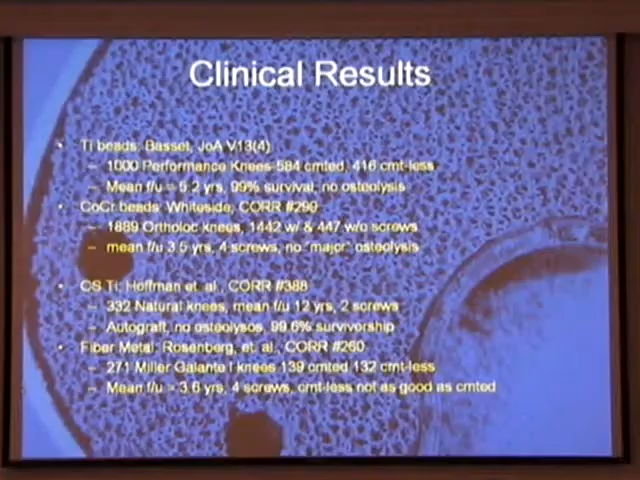 Clinical Results
• Ti beads: Basset, JoA V13(4)
– 1000 Performance Knees-584 cmted, 416 cmt-less
– Mean f/u = 5.2 yrs, 99% survival, no osteolysis
• CoCr beads: Whiteside, CORR #299
– 1889 Ortholoc knees, 1442 w/ & 447 w/o screws
– mean f/u 3.5 yrs, 4 screws, no "major" osteolysis
• CS Ti: Hoffman et. al., CORR #388
– 332 Natural knees, mean f/u 12 yrs, 2 screws
– Autograft, no osteolysos, 99.6% survivorship
• Fiber Metal: Rosenberg, et. al., CORR #260
– 271 Miller Galante I knees 139 cmted 132 cmt-less
– Mean f/u = 3.6 yrs, 4 screws, cmt-less not as good as cmted